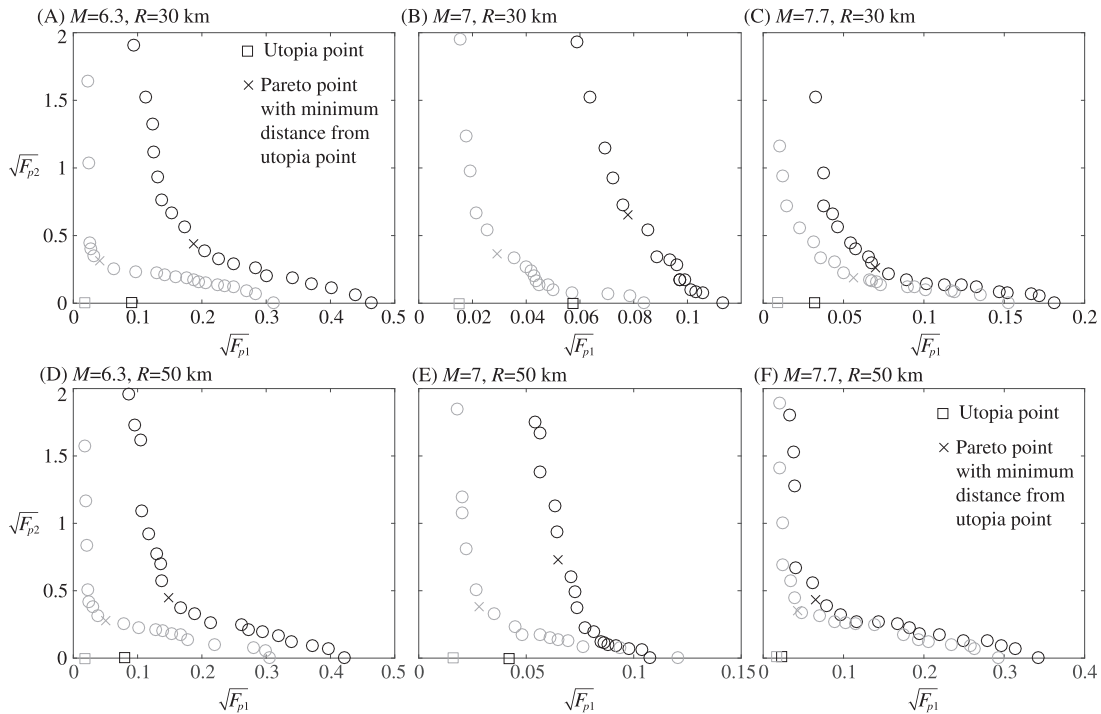 (A) M=6.3, R=30 km
(B) M=7, R=30 km
(C) M=7.7, R=30 km
2
1.5
1
0.5
0
√Fp2
Utopia point
Pareto point
with minimum
distance from
utopia point
0 0.1 0.2 0.3 0.4 0.5
√Fp1
0 0.02 0.04 0.06 0.08 0.1
√Fp1
0 0.05 0.1 0.15 0.2
√Fp1
(D) M=6.3, R=50 km
(E) M=7, R=50 km
(F) M=7.7, R=50 km
2
1.5
1
0.5
0
√Fp2
Utopia point
Pareto point
with minimum
distance from
utopia point
0 0.1 0.2 0.3 0.4 0.5
√Fp1
0 0.05 0.1 0.15
√Fp1
0 0.1 0.2 0.3 0.4
√Fp1